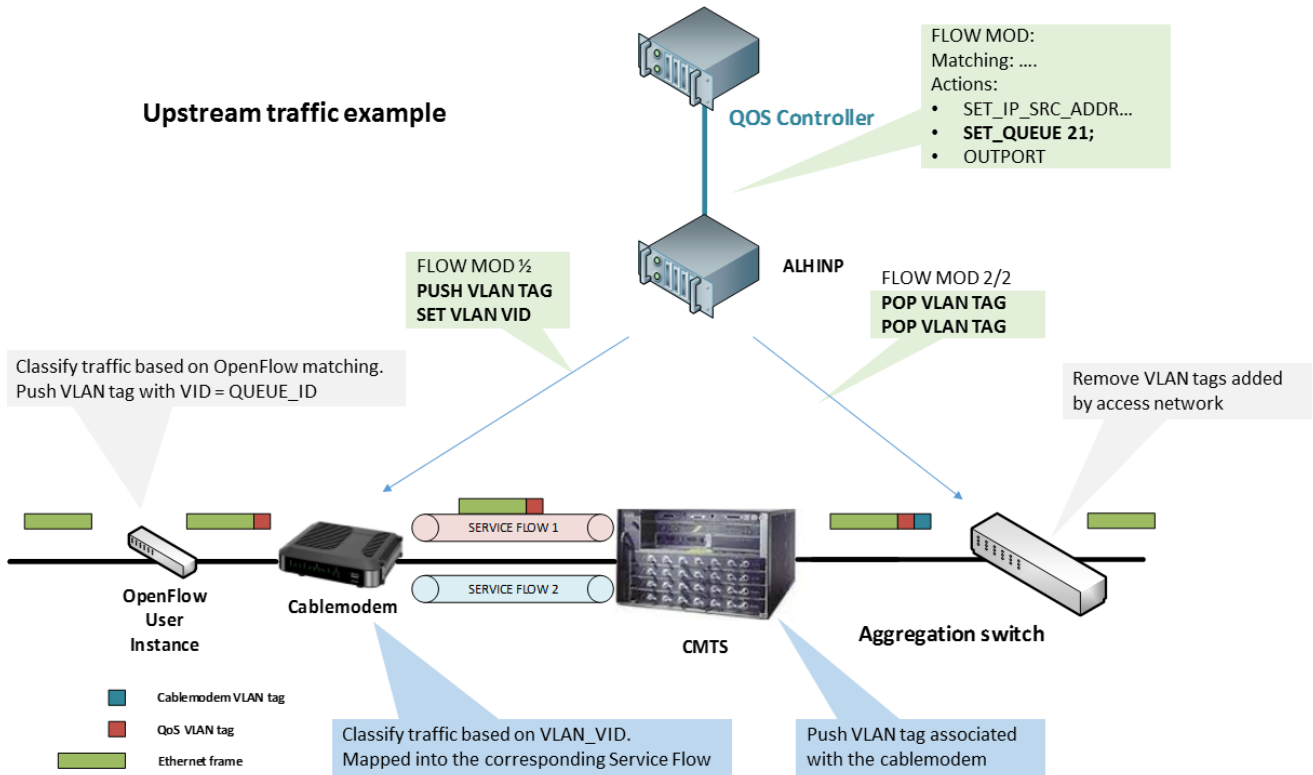 Upstream traffic example
QOS Controller
FLOW MOD:
Matching: ....
Actions:
• SET_IP_SRC_ADDR...
• SET_QUEUE 21;
• OUTPORT
ALHINP
FLOW MOD ½
PUSH VLAN TAG
SET VLAN VID
FLOW MOD 2/2
POP VLAN TAG
POP VLAN TAG
Classify traffic based on OpenFlow matching.
Push VLAN tag with VID = QUEUE_ID
Remove VLAN tags added
by access network
SERVICE FLOW 1
SERVICE FLOW 2
OpenFlow
User
Instance
Cablemodem
CMTS
Aggregation switch
Cablemodem VLAN tag
QoS VLAN tag
Ethernet frame
Classify traffic based on VLAN_VID.
Mapped into the corresponding Service Flow
Push VLAN tag associated
with the cablemodem